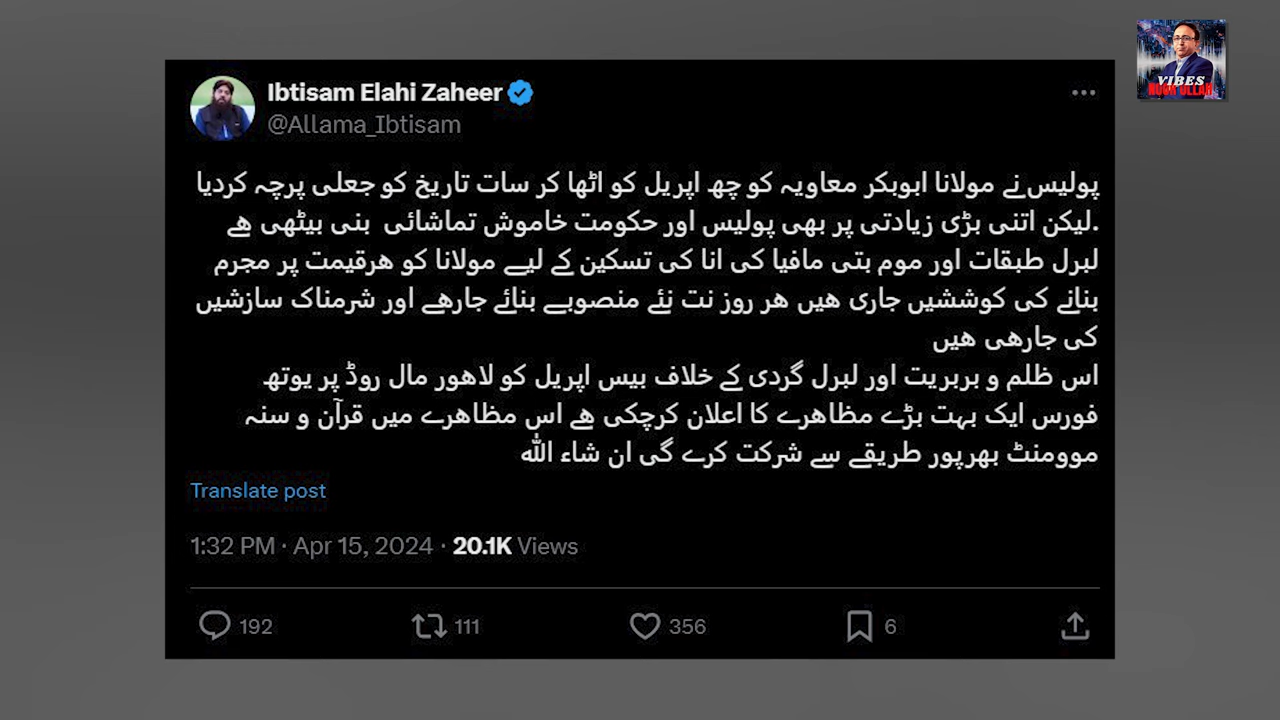 VIBES
NOOR ULLAH
Ibtisam Elahi Zaheer
@Allama_Ibtisam
پولیس نے مولانا ابوبکر معاویہ کو چھ اپریل کو اٹھا کر سات تاریخ کو جعلی پرچہ کردیا
.لیکن اتنی بڑی زیادتی پر بھی پولیس اور حکومت خاموش تماشائی بنی بیٹھی ھے
لبرل طبقات اور موم بتی مافیا کی انا کی تسکین کے لیے مولانا کو ھرقیمت پر مجرم
بنانے کی کوششیں جاری ھیں ھر روز نت نئے منصوبے بنائے جارھے اور شرمناک سازشیں
کی جارھی ھیں
اس ظلم و بربریت اور لبرل گردی کے خلاف بیس اپریل کو لاھور مال روڈ پر یوتھ
فورس ایک بہت بڑے مظاھرے کا اعلان کرچکی ھے اس مظاھرے میں قرآن و سنہ
موومنٹ بھرپور طریقے سے شرکت کرے گی ان شاء اللہ
Translate post
1:32 PM · Apr 15, 2024 · 20.1K Views
192 111 356 6